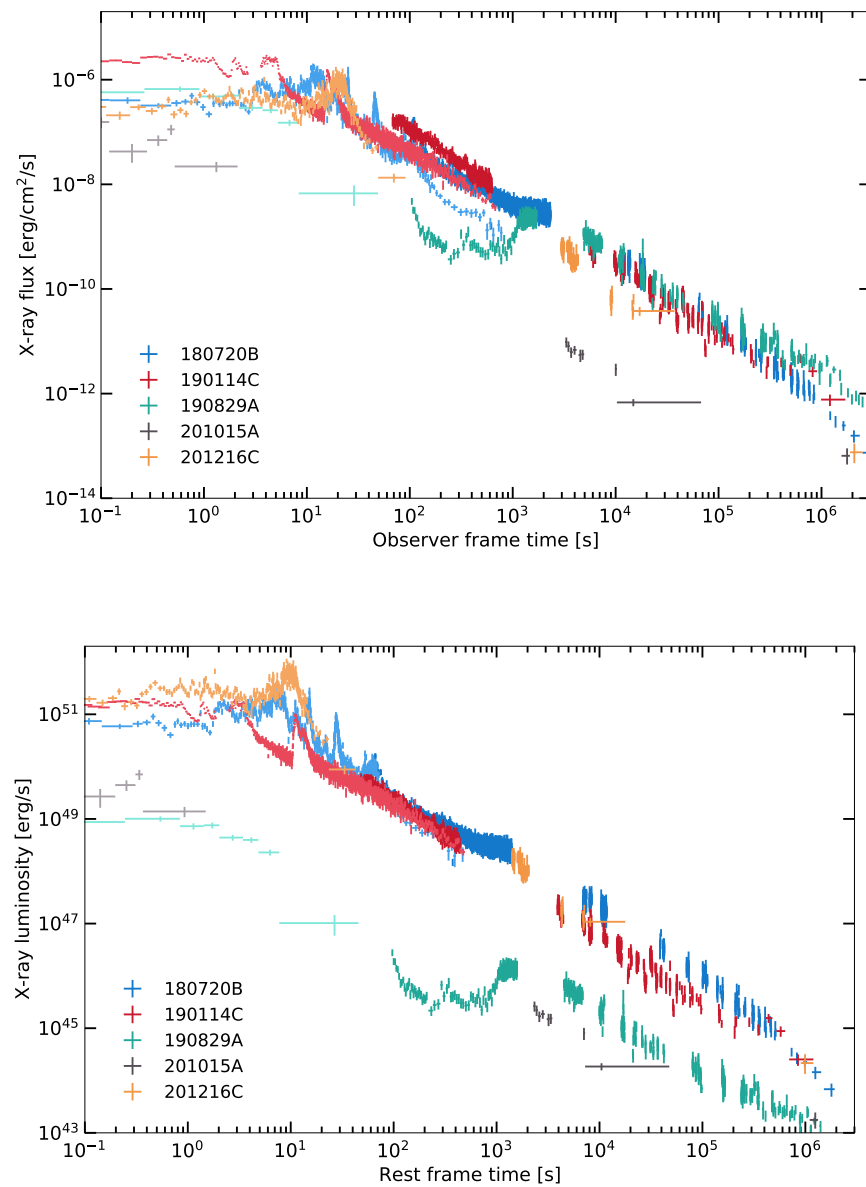 X-ray flux [erg/cm²/s]
10⁻⁶
10⁻⁸
10⁻¹⁰
10⁻¹²
10⁻¹⁴
180720B
190114C
190829A
201015A
201216C
10⁻¹ 10⁰ 10¹ 10² 10³ 10⁴ 10⁵ 10⁶
Observer frame time [s]
X-ray luminosity [erg/s]
10⁵¹
10⁴⁹
10⁴⁷
10⁴⁵
10⁴³
180720B
190114C
190829A
201015A
201216C
10⁻¹ 10⁰ 10¹ 10² 10³ 10⁴ 10⁵ 10⁶
Rest frame time [s]